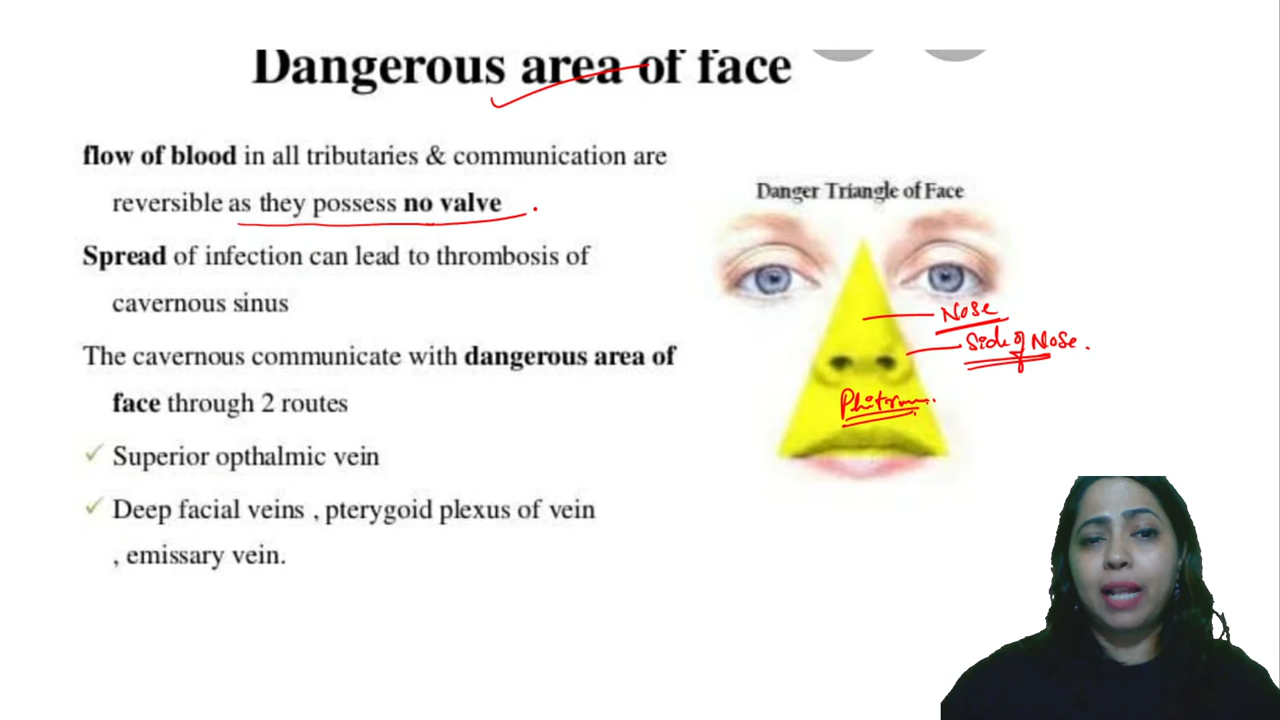 Dangerous area of face
flow of blood in all tributaries & communication are
reversible as they possess no valve
Spread of infection can lead to thrombosis of
cavernous sinus
The cavernous communicate with dangerous area of
face through 2 routes
✓ Superior opthalmic vein
✓ Deep facial veins , pterygoid plexus of vein
, emissary vein.
Danger Triangle of Face
Nose
Side of Nose.